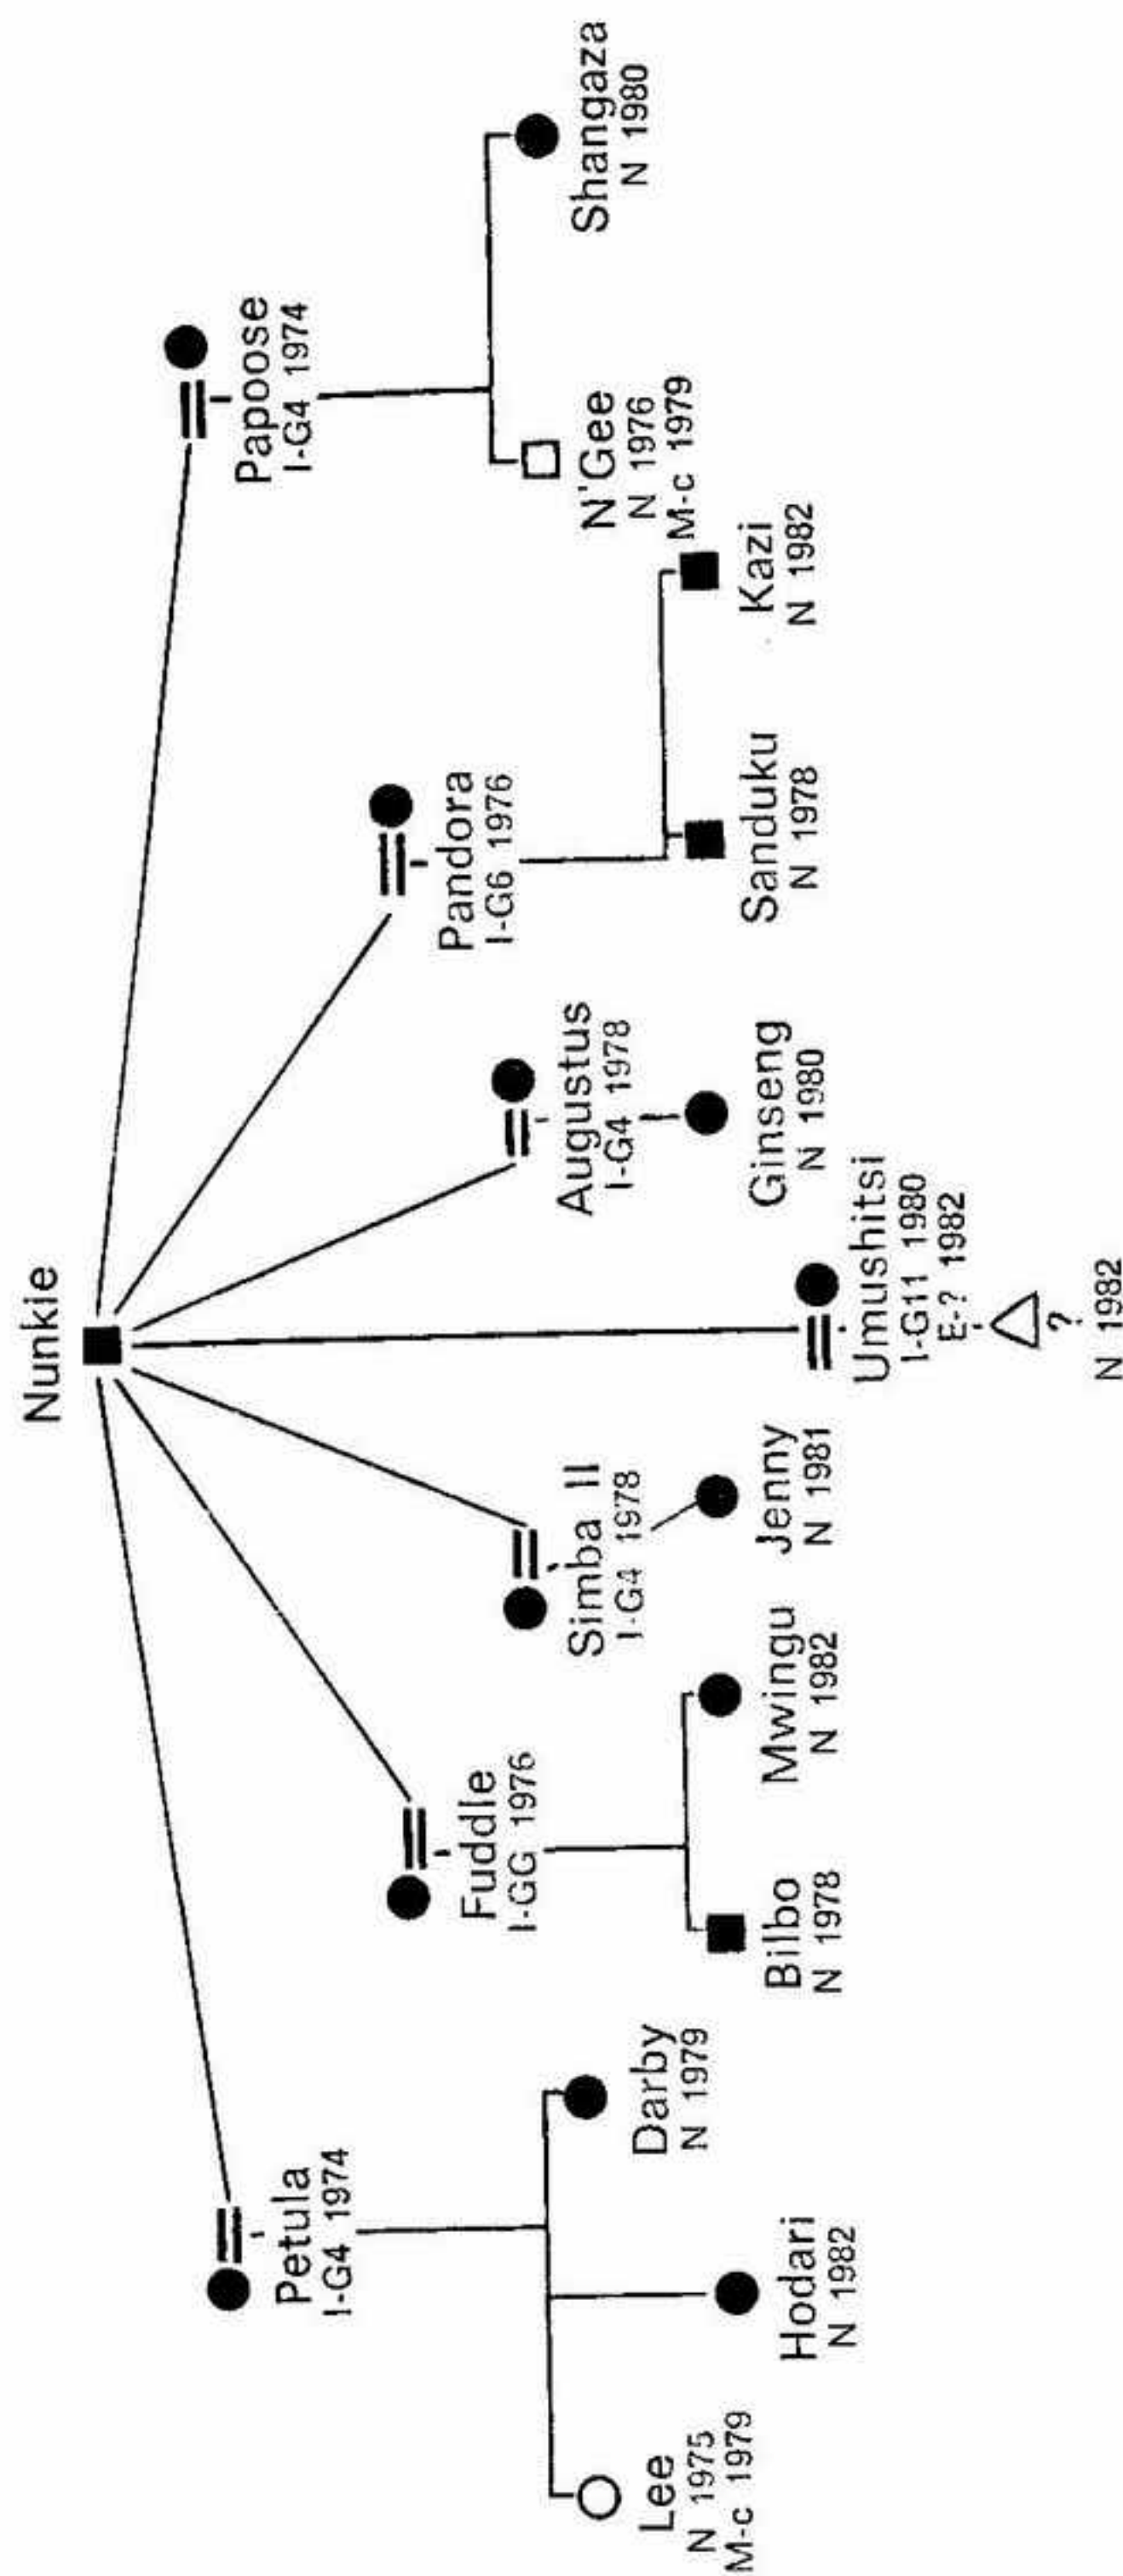 Nunkie
Petula
I-G4 1974
Lee
N 1975
M-c 1979
Hodari
N 1982
Darby
N 1979
Fuddle
I-GG 1976
Bilbo
N 1978
Mwingu
N 1982
Simba II
I-G4 1978
Jenny
N 1981
Umushitsi
I-G11 1980
E-? 1982
?
N 1982
Augustus
I-G4 1978
Ginseng
N 1980
Pandora
I-G6 1976
Sanduku
N 1978
Kazi
N 1982
Papoose
I-G4 1974
N'Gee
N 1976
M-c 1979
Shangaza
N 1980